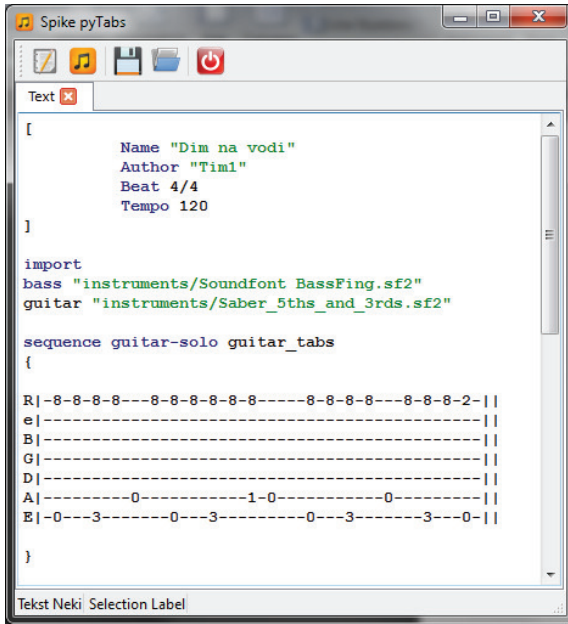 Spike pyTabs
Text
[
Name "Dim na vodi"
Author "Tim1"
Beat 4/4
Tempo 120
]
import
bass "instruments/Soundfont BassFing.sf2"
guitar "instruments/Saber_5ths_and_3rds.sf2"
sequence guitar-solo guitar_tabs
{
R|-8-8-8-8---8-8-8-8-8-8-----8-8-8-8---8-8-8-2-||
e|---------------------------------------------||
B|---------------------------------------------||
G|---------------------------------------------||
D|---------------------------------------------||
A|---------0-----------1-0-----------0---------||
E|-0---3-------0---3---------0---3-------3---0-||
}
Tekst Neki Selection Label